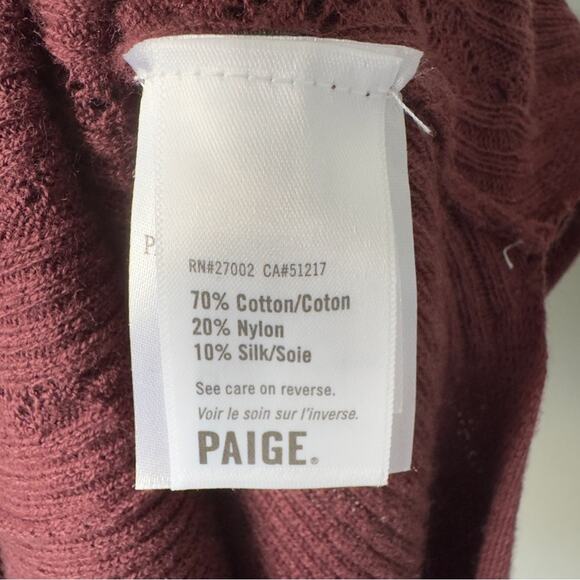 P
RN#27002 CA#51217
70% Cotton/Coton
20% Nylon
10% Silk/Soie
See care on reverse.
Voir le soin sur l'inverse.
PAIGE.